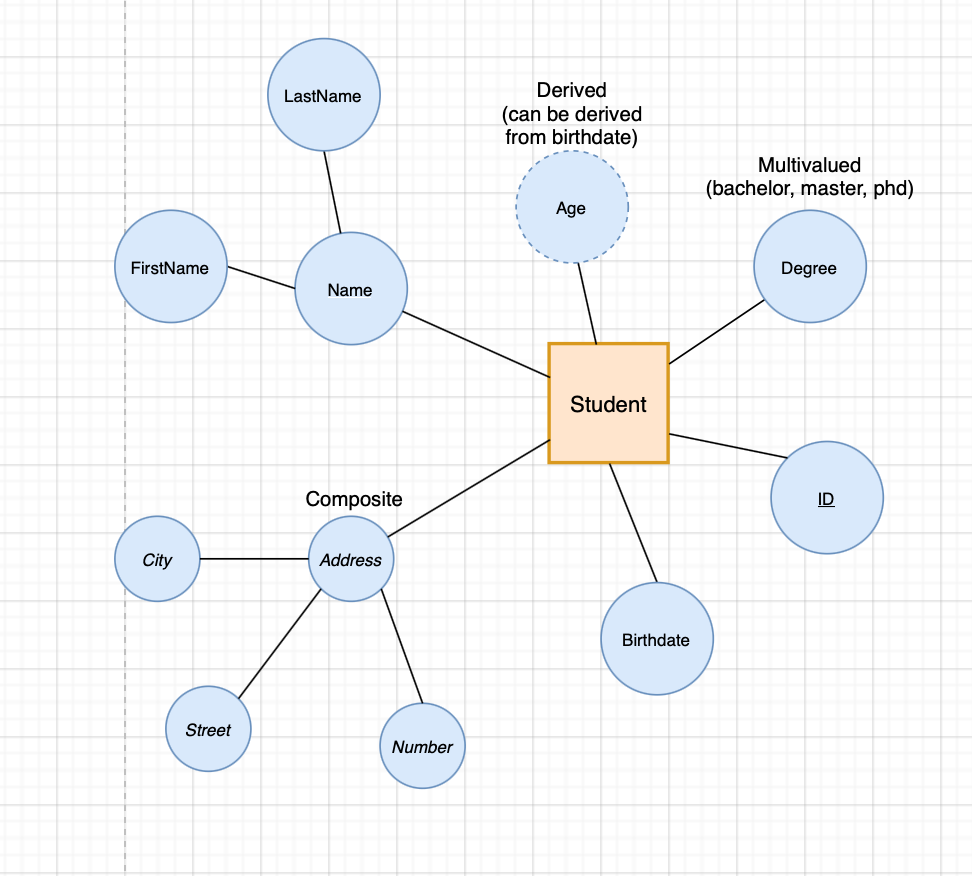 LastName
Derived
(can be derived
from birthdate)
Multivalued
(bachelor, master, phd)
Age
FirstName
Degree
Name
Student
Composite
ID
City
Address
Birthdate
Street
Number